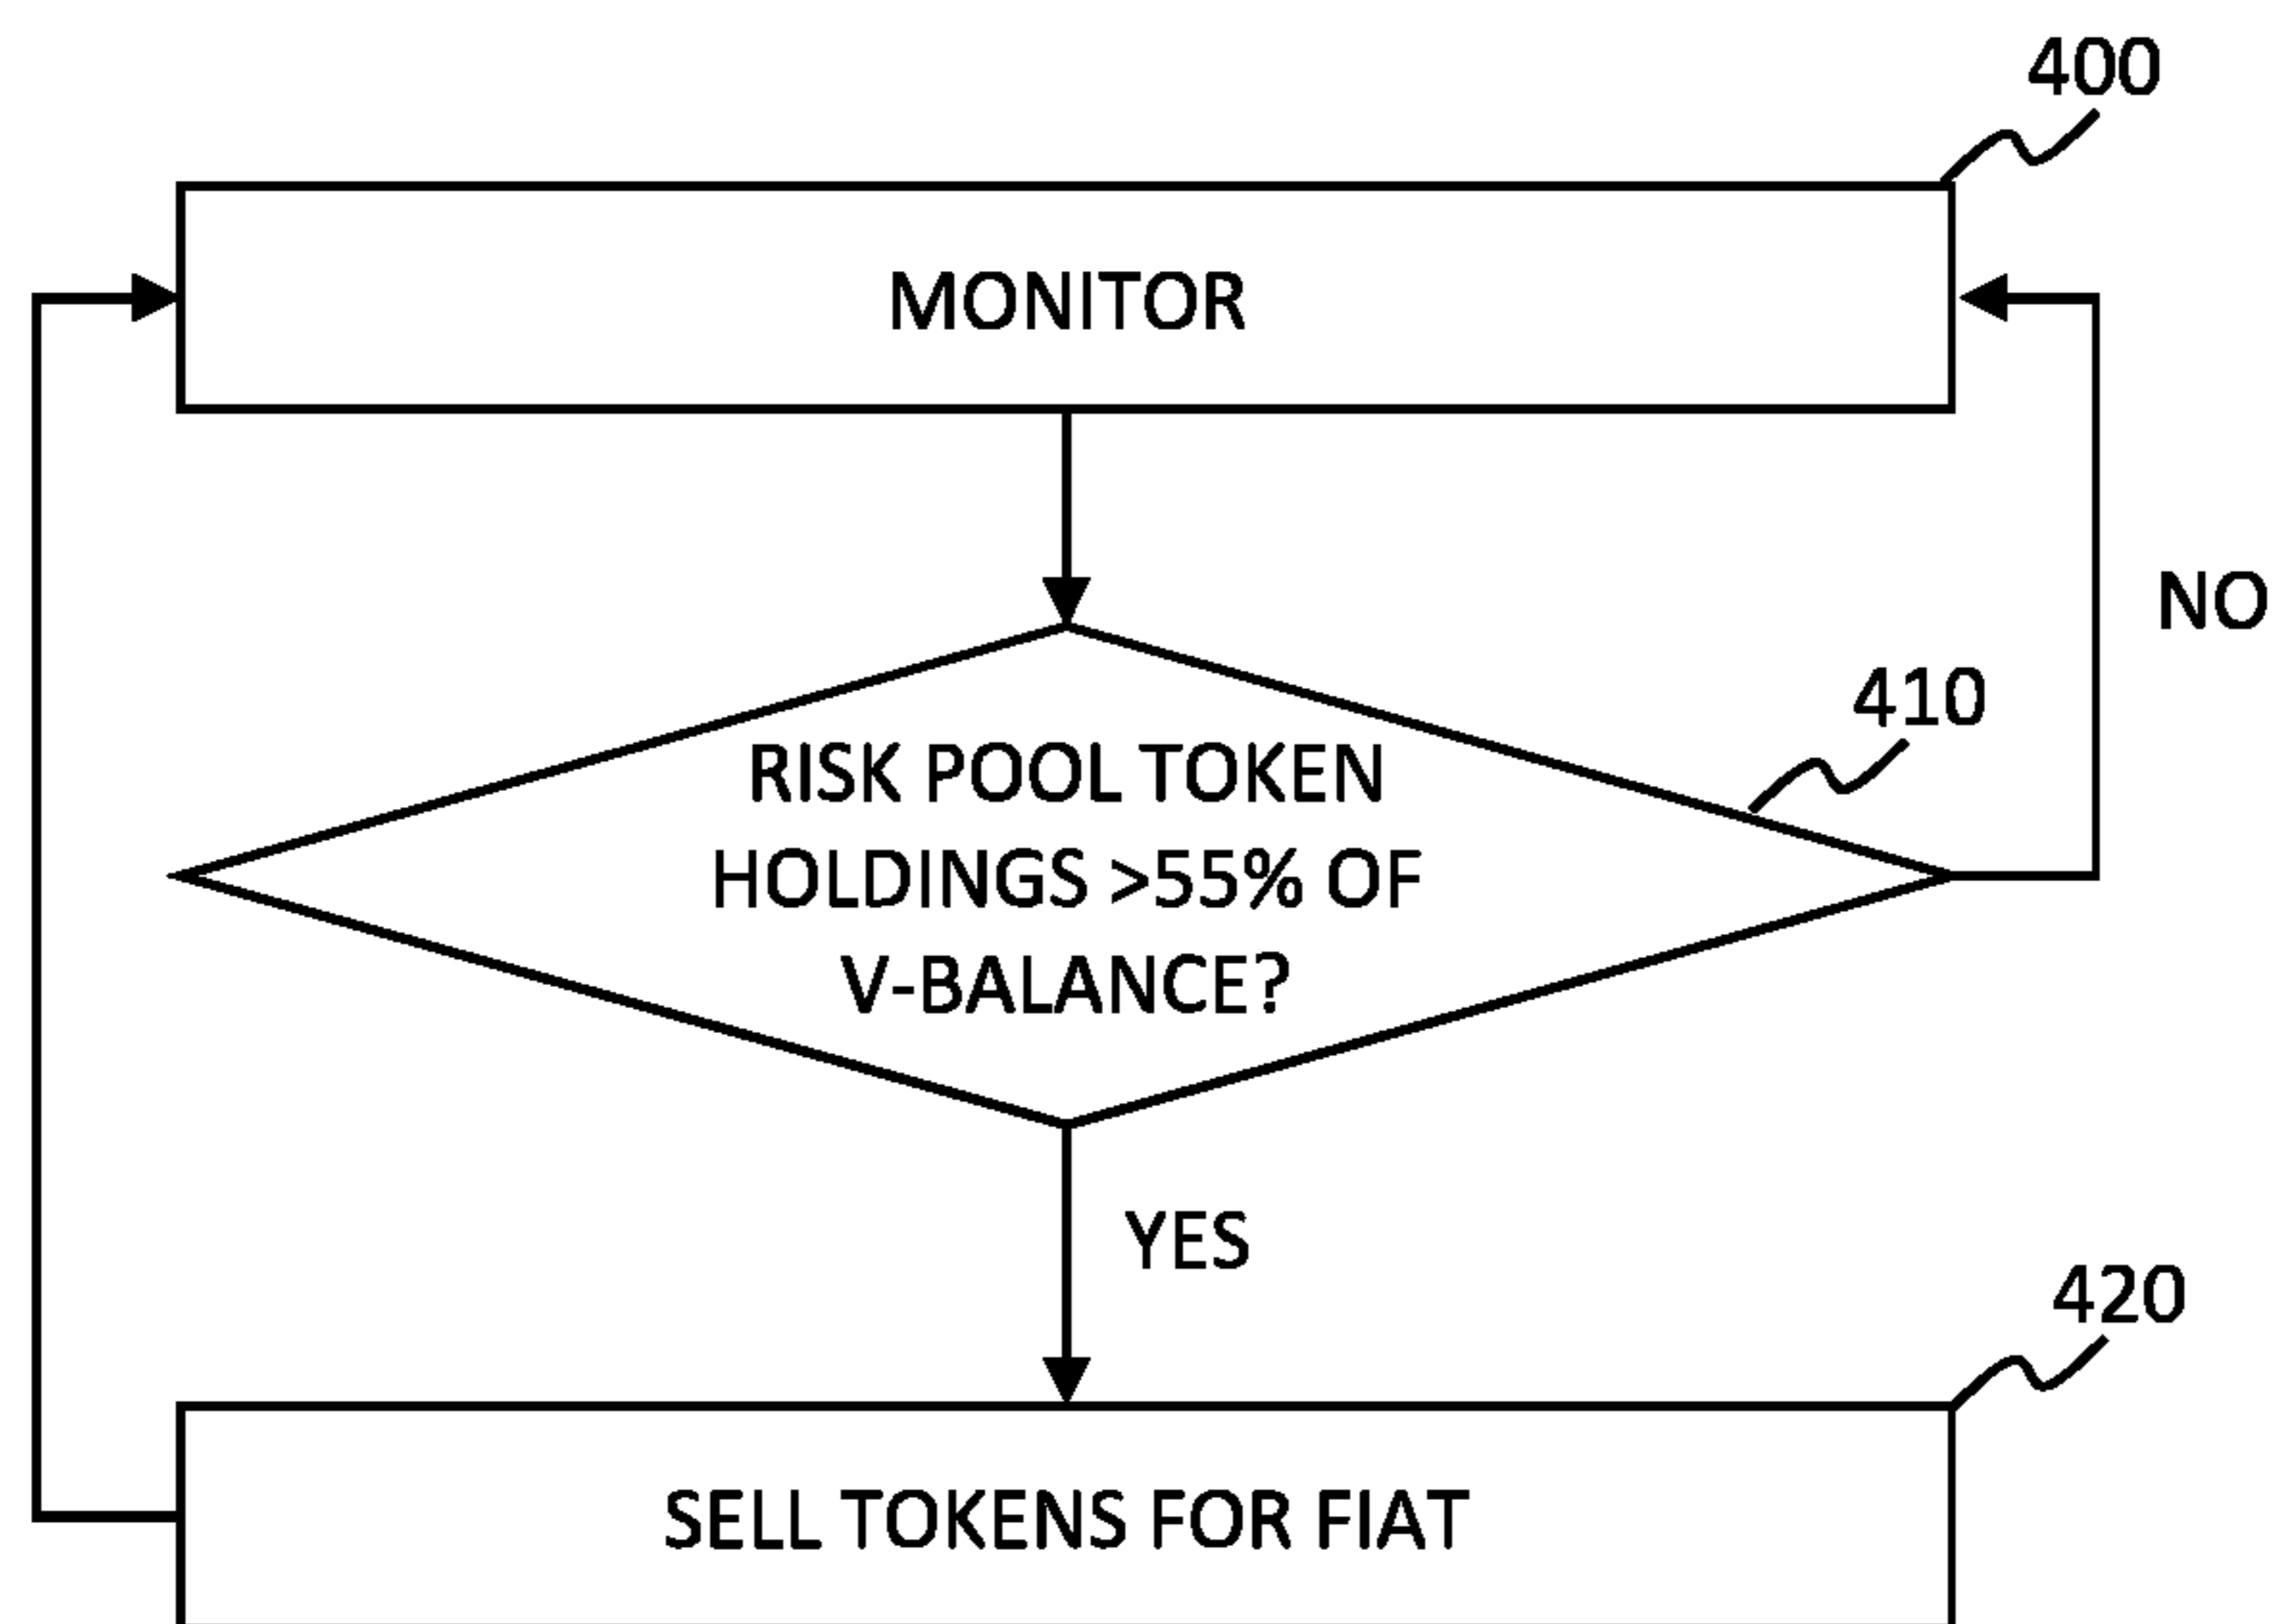 400
MONITOR
NO
410
RISK POOL TOKEN
HOLDINGS >55% OF
V-BALANCE?
YES
420
SELL TOKENS FOR FIAT